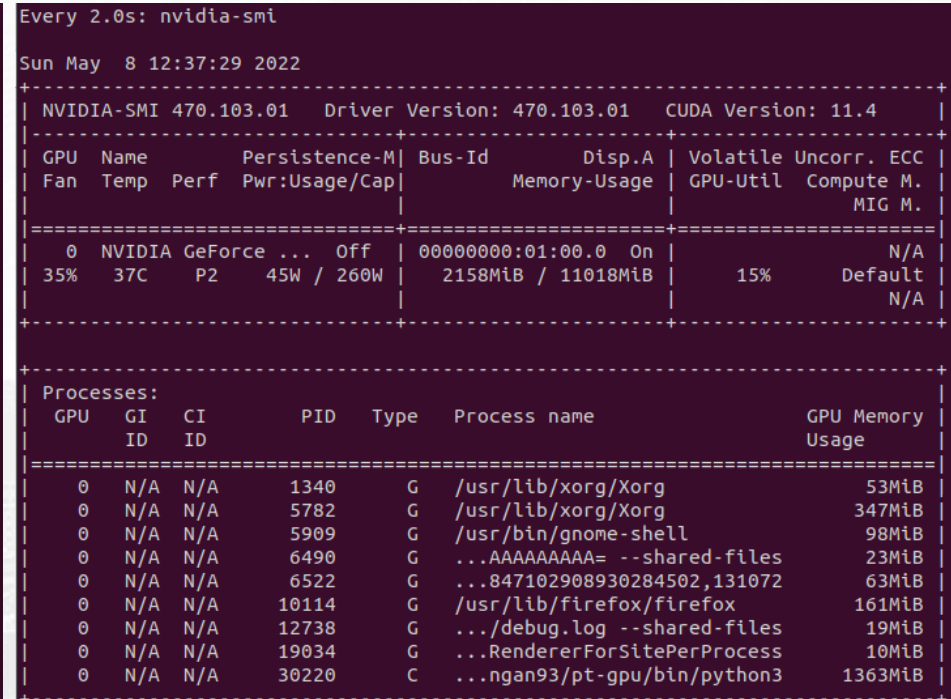 Every 2.0s: nvidia-smi
Sun May  8 12:37:29 2022
+-----------------------------------------------------------------------------+
| NVIDIA-SMI 470.103.01   Driver Version: 470.103.01   CUDA Version: 11.4     |
|-------------------------------+----------------------+----------------------+
| GPU  Name        Persistence-M| Bus-Id        Disp.A | Volatile Uncorr. ECC |
| Fan  Temp  Perf  Pwr:Usage/Cap|         Memory-Usage | GPU-Util  Compute M. |
|                               |                      |               MIG M. |
|===============================+======================+======================|
|   0  NVIDIA GeForce ...  Off  | 00000000:01:00.0  On |                  N/A |
| 35%   37C    P2    45W / 260W |   2158MiB / 11018MiB |     15%      Default |
|                               |                      |                  N/A |
+-------------------------------+----------------------+----------------------+
+-----------------------------------------------------------------------------+
| Processes:                                                                  |
|  GPU   GI   CI        PID   Type   Process name                  GPU Memory |
|        ID   ID                                                   Usage      |
|=============================================================================|
|    0   N/A  N/A      1340      G   /usr/lib/xorg/Xorg                 53MiB |
|    0   N/A  N/A      5782      G   /usr/lib/xorg/Xorg                347MiB |
|    0   N/A  N/A      5909      G   /usr/bin/gnome-shell               98MiB |
|    0   N/A  N/A      6490      G   ...AAAAAAAAA= --shared-files       23MiB |
|    0   N/A  N/A      6522      G   ...847102908930284502,131072       63MiB |
|    0   N/A  N/A     10114      G   /usr/lib/firefox/firefox          161MiB |
|    0   N/A  N/A     12738      G   .../debug.log --shared-files       19MiB |
|    0   N/A  N/A     19034      G   ...RendererForSitePerProcess       10MiB |
|    0   N/A  N/A     30220      C   ...ngan93/pt-gpu/bin/python3     1363MiB |
+-----------------------------------------------------------------------------+